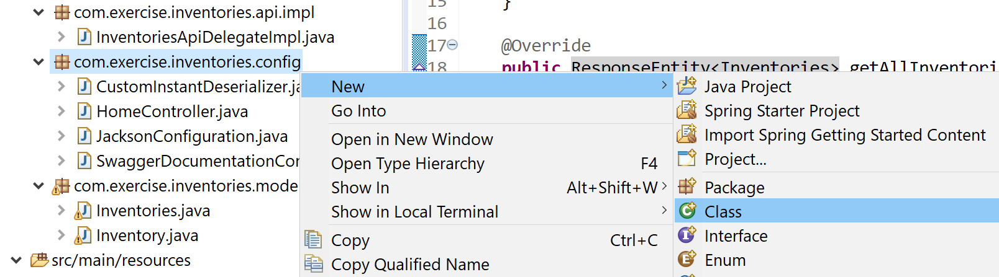 com.exercise.inventories.api.impl
InventoriesApiDelegateImpl.java
com.exercise.inventories.config
CustomInstantDeserializer.ja
HomeController.java
JacksonConfiguration.java
SwaggerDocumentationCor
com.exercise.inventories.mode
Inventories.java
Inventory.java
src/main/resources
15 }
16
17 @Override
18 public ResponseEntity<Inventories> getAllInventori
New
Go Into
Open in New Window
Open Type Hierarchy F4
Show In Alt+Shift+W
Show in Local Terminal
Copy Ctrl+C
Copy Qualified Name
Java Project
Spring Starter Project
Import Spring Getting Started Content
Project...
Package
Class
Interface
Enum